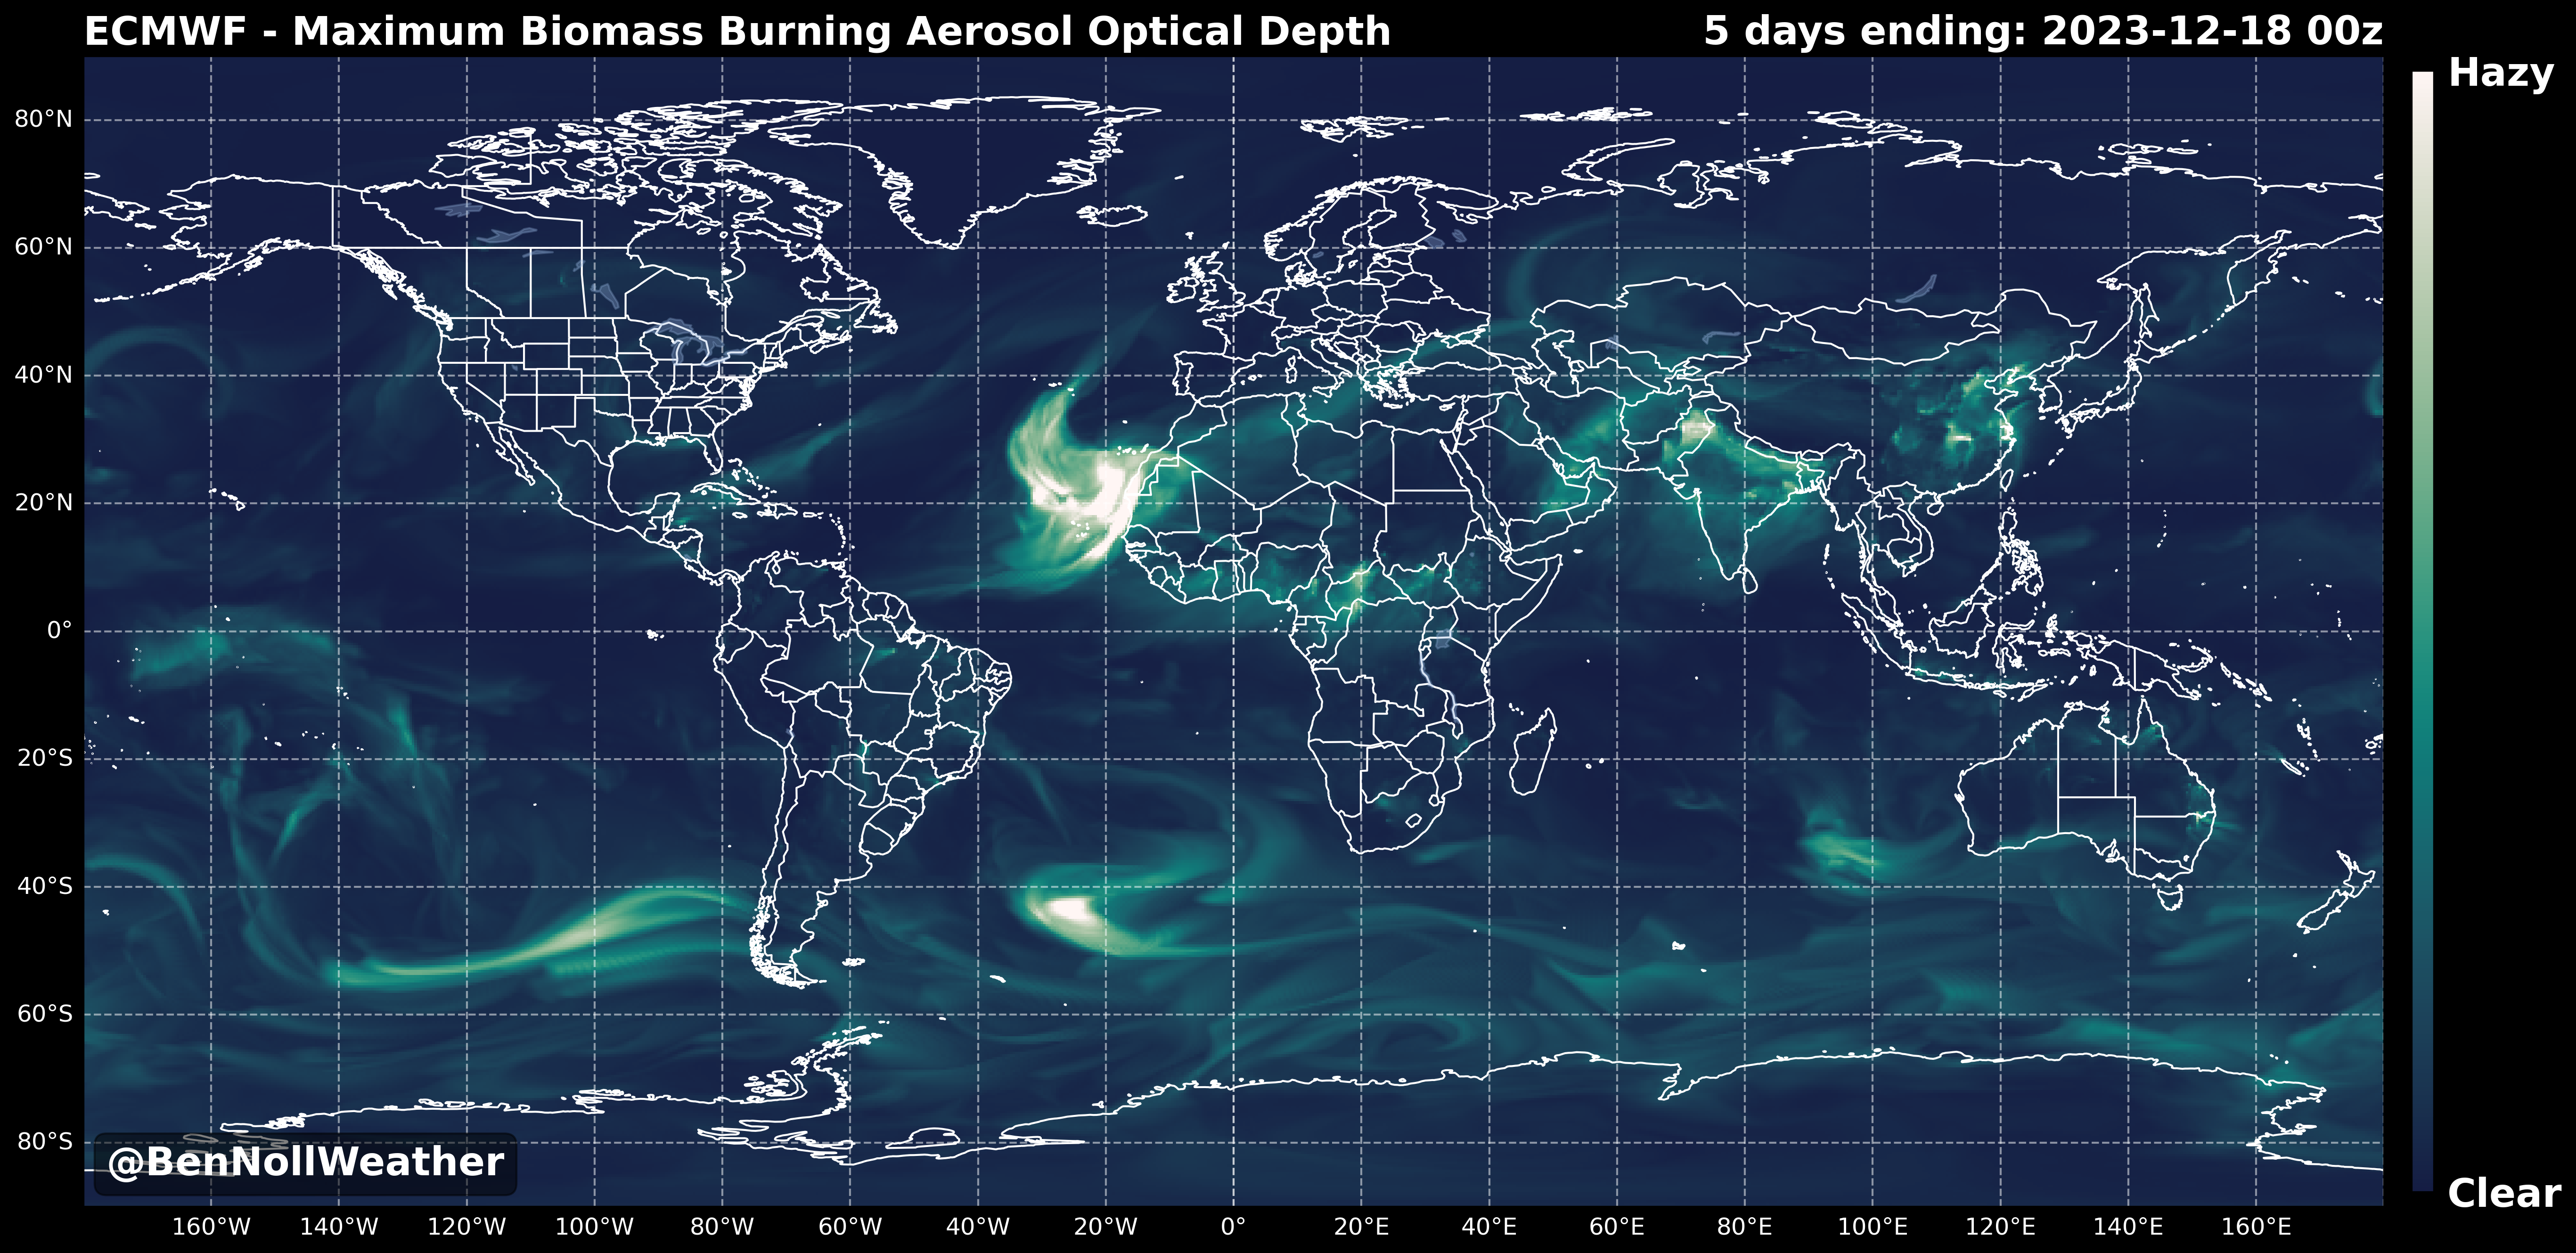 ECMWF - Maximum Biomass Burning Aerosol Optical Depth 5 days ending: 2023-12-18 00z
Hazy
80°N
60°N
40°N
20°N
0°
20°S
40°S
60°S
80°S
@BenNollWeather
Clear
160°W 140°W 120°W 100°W 80°W 60°W 40°W 20°W 0° 20°E 40°E 60°E 80°E 100°E 120°E 140°E 160°E